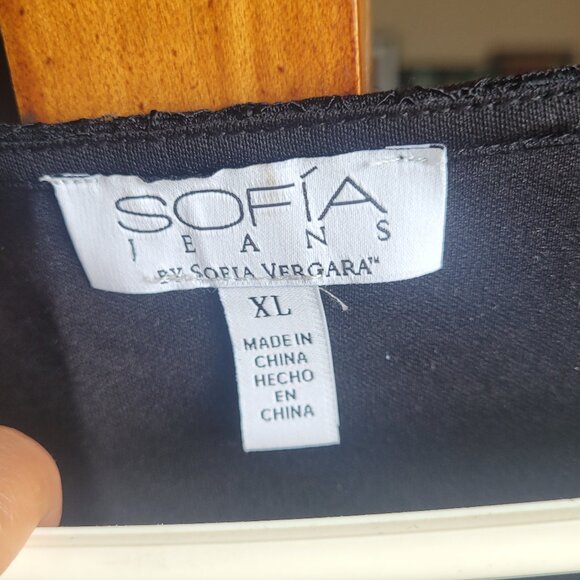 SOFÍA
JEANS
BY SOFIA VERGARA™
XL
MADE IN
CHINA
HECHO
EN
CHINA